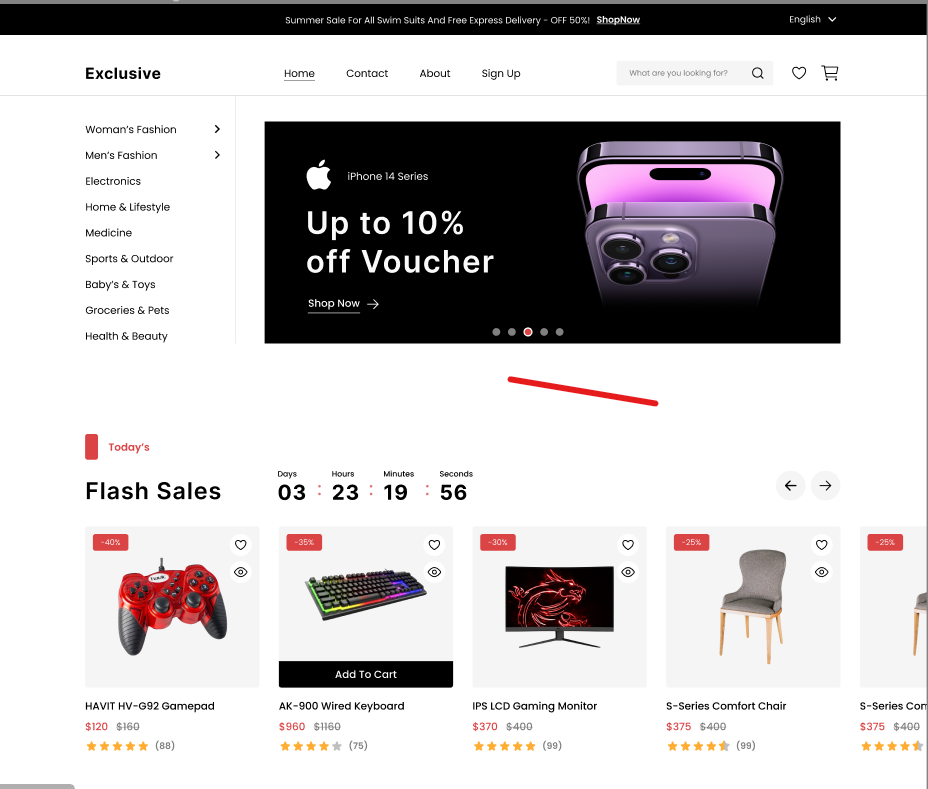 Summer Sale For All Swim Suits And Free Express Delivery - OFF 50%! ShopNow English
Exclusive Home Contact About Sign Up What are you looking for?
Woman's Fashion
Men's Fashion
Electronics
Home & Lifestyle
Medicine
Sports & Outdoor
Baby's & Toys
Groceries & Pets
Health & Beauty
iPhone 14 Series
Up to 10%
off Voucher
Shop Now
Today's
Flash Sales
Days Hours Minutes Seconds
03 : 23 : 19 : 56
-40% -35% -30% -25% -25%
Add To Cart
HAVIT HV-G92 Gamepad AK-900 Wired Keyboard IPS LCD Gaming Monitor S-Series Comfort Chair S-Series Com
$120 $160 $960 $1160 $370 $400 $375 $400 $375 $400
(88) (75) (99) (99)